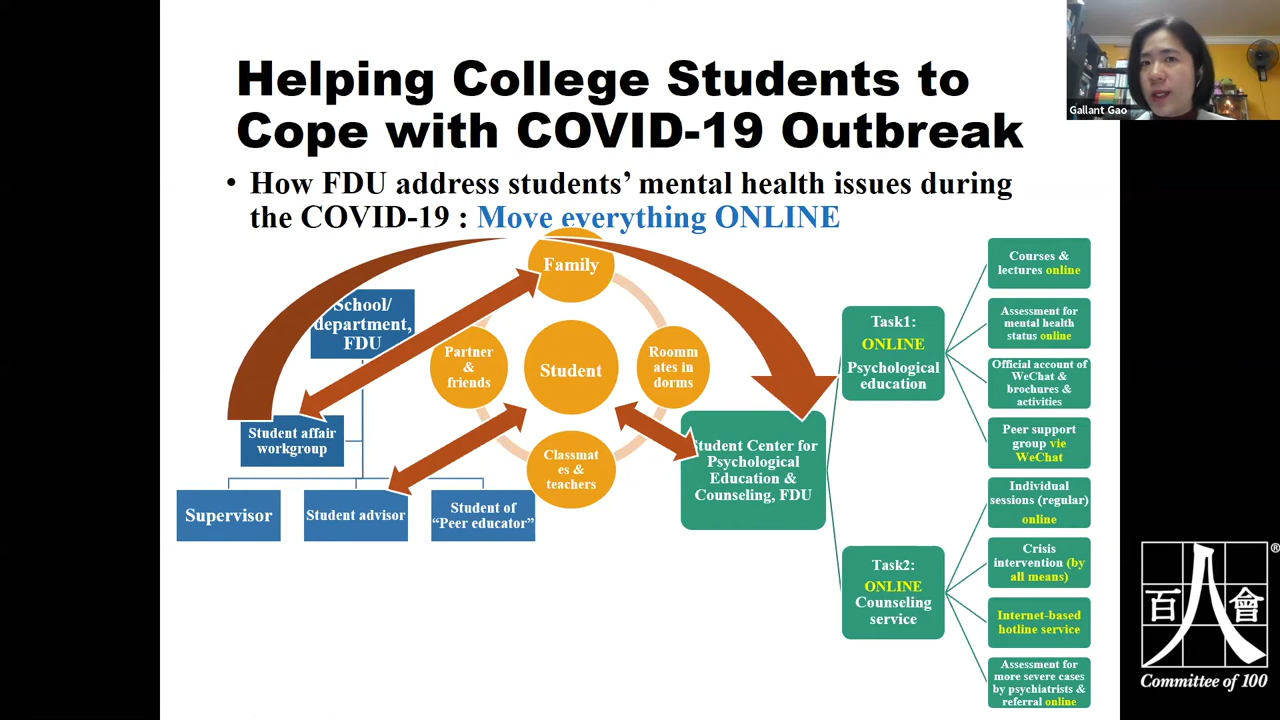 Helping College Students to
Cope with COVID-19 Outbreak
• How FDU address students’ mental health issues during
the COVID-19 : Move everything ONLINE
Gallant Gao
School/
department,
FDU
Student affair
workgroup
Supervisor
Student advisor
Student of
“Peer educator”
Family
Partner
&
friends
Student
Roomm
ates in
dorms
Classmat
es &
teachers
Student Center for
Psychological
Education &
Counseling, FDU
Task1:
ONLINE
Psychological
education
Task2:
ONLINE
Counseling
service
Courses &
lectures online
Assessment for
mental health
status online
Official account of
WeChat &
brochures &
activities
Peer support
group vie
WeChat
Individual
sessions (regular)
online
Crisis
intervention (by
all means)
Internet-based
hotline service
Assessment for
more severe cases
by psychiatrists &
referral online
百人會
®
Committee of 100